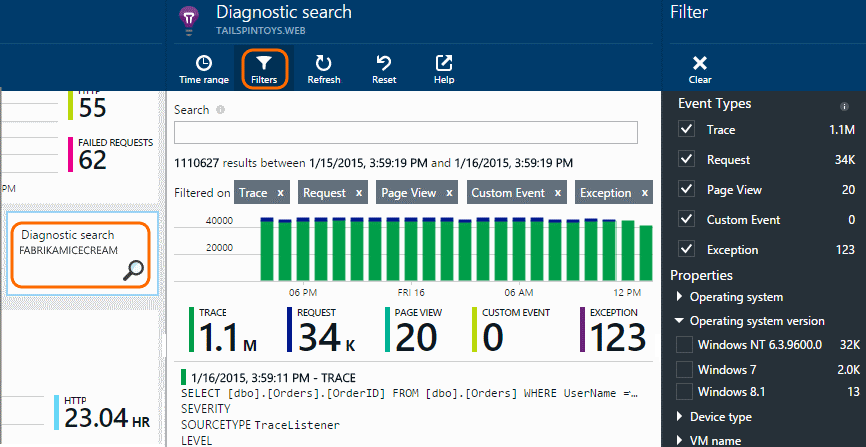 HTTP
55
FAILED REQUESTS
62
PM
Diagnostic search
FABRIKAMICECREAM
HTTP
23.04 HR
Diagnostic search
TAILSPINTOYS.WEB
Time range
Filters
Refresh
Reset
Help
Search
1110627 results between 1/15/2015, 3:59:19 PM and 1/16/2015, 3:59:19 PM
Filtered on Trace x Request x Page View x Custom Event x Exception x
40000
20000
06 PM FRI 16 06 AM 12 PM
TRACE
1.1 M
REQUEST
34 K
PAGE VIEW
20
CUSTOM EVENT
0
EXCEPTION
123
1/16/2015, 3:59:11 PM - TRACE
SELECT [dbo].[Orders].[OrderID] FROM [dbo].[Orders] WHERE UserName =…
SEVERITY
SOURCETYPE TraceListener
LEVEL
Filter
Clear
Event Types
Trace 1.1M
Request 34K
Page View 20
Custom Event 0
Exception 123
Properties
Operating system
Operating system version
Windows NT 6.3.9600.0 32K
Windows 7 2.0K
Windows 8.1 13
Device type
VM name